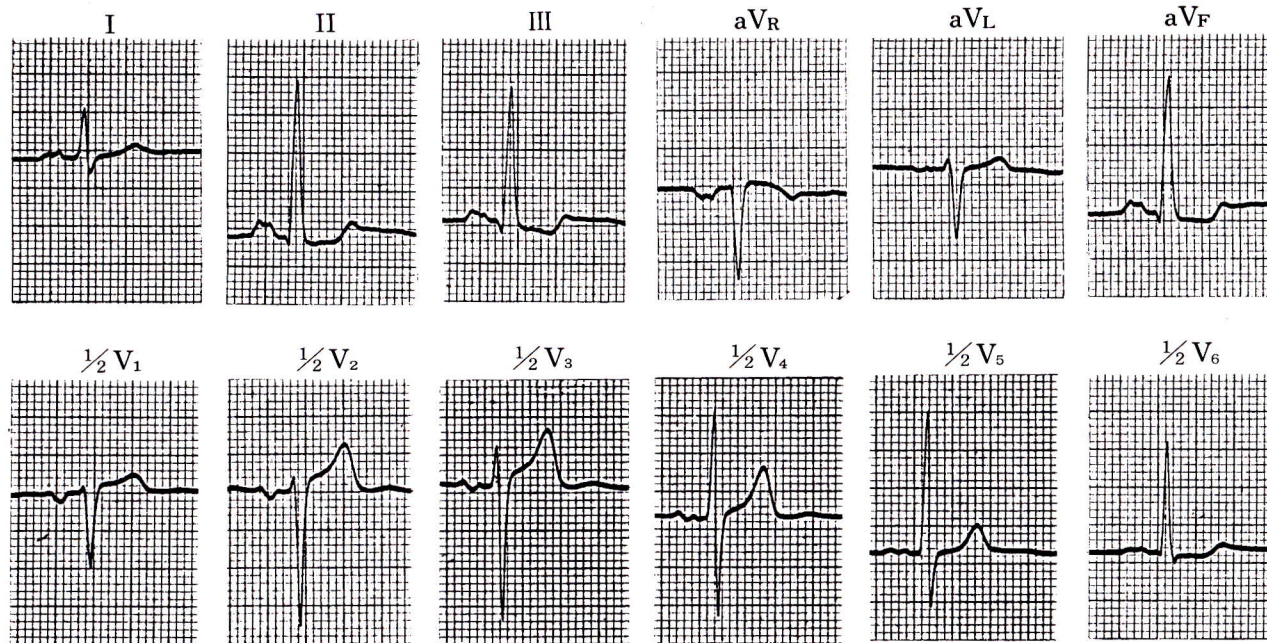 I II III aVR aVL aVF
½ V₁ ½ V₂ ½ V₃ ½ V₄ ½ V₅ ½ V₆